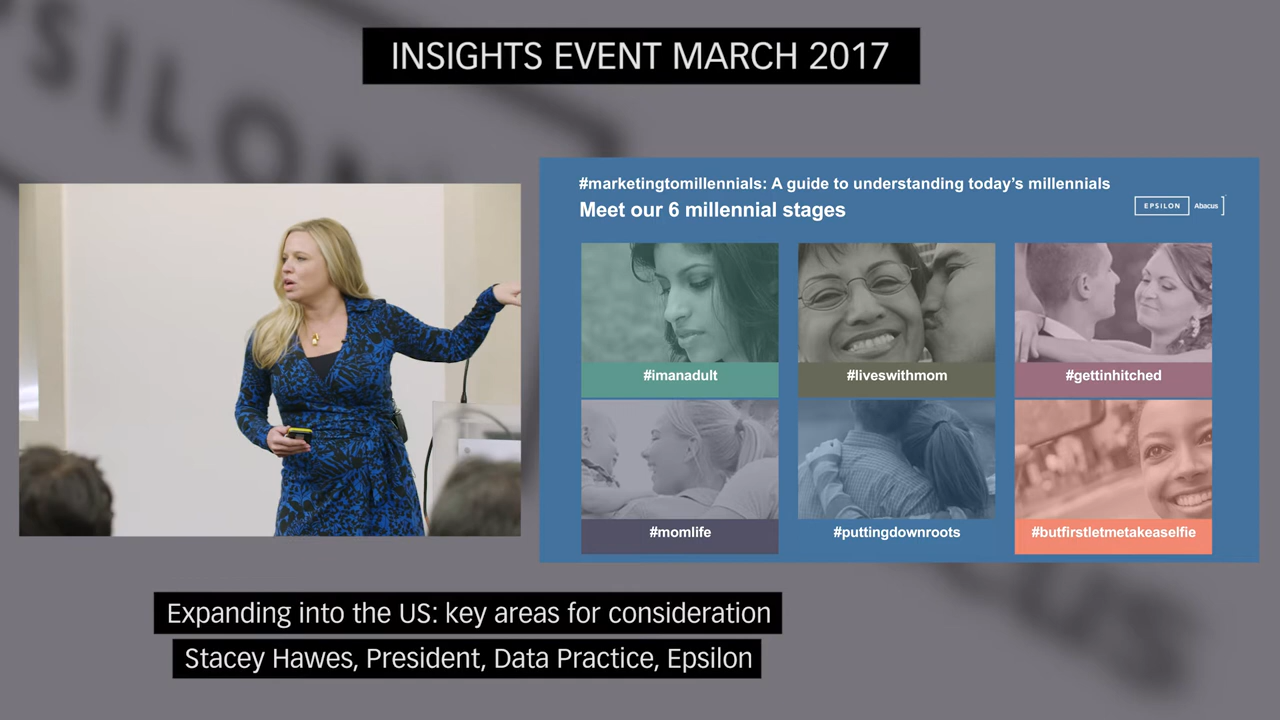 INSIGHTS EVENT MARCH 2017
#marketingtomillennials: A guide to understanding today's millennials
Meet our 6 millennial stages
EPSILON Abacus
#imanadult
#liveswithmom
#gettinhitched
#momlife
#puttingdownroots
#butfirstletmetakeaselfie
Expanding into the US: key areas for consideration
Stacey Hawes, President, Data Practice, Epsilon